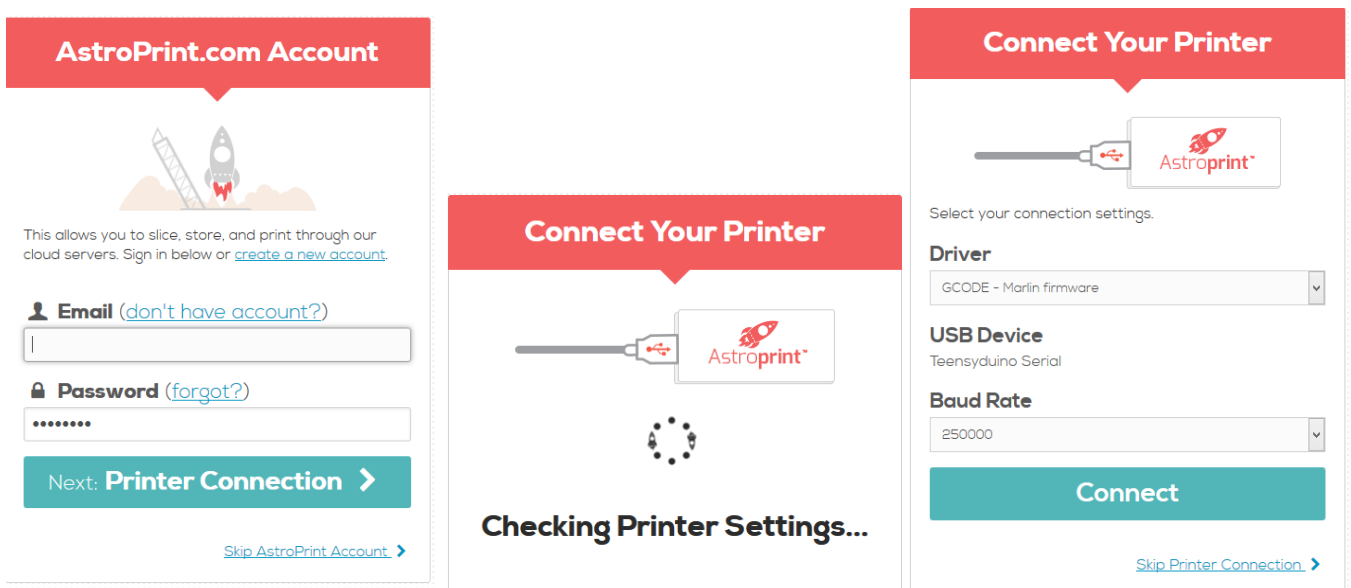 AstroPrint.com Account
This allows you to slice, store, and print through our
cloud servers. Sign in below or create a new account.
Email (don't have account?)
Password (forgot?)
••••••••
Next: Printer Connection
Skip AstroPrint Account
Connect Your Printer
Astroprint™
Checking Printer Settings...
Connect Your Printer
Astroprint™
Select your connection settings.
Driver
GCODE - Marlin firmware
USB Device
Teensyduino Serial
Baud Rate
250000
Connect
Skip Printer Connection